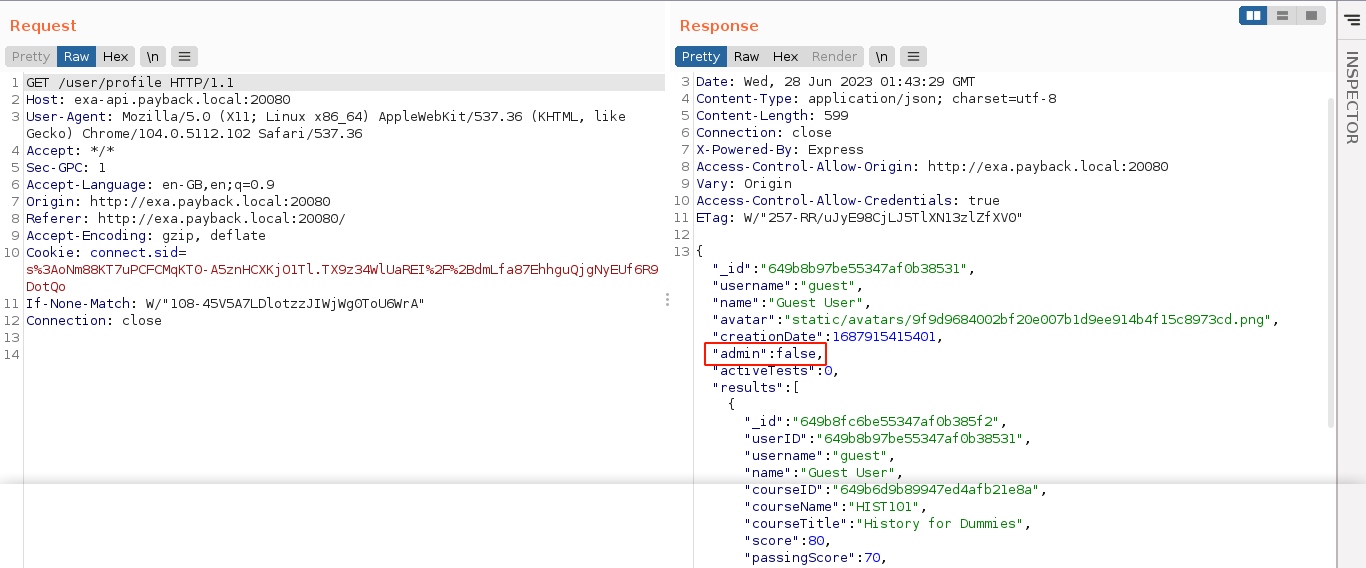 Request
Pretty Raw Hex \n
1 GET /user/profile HTTP/1.1
2 Host: exa-api.payback.local:20080
3 User-Agent: Mozilla/5.0 (X11; Linux x86_64) AppleWebKit/537.36 (KHTML, like
Gecko) Chrome/104.0.5112.102 Safari/537.36
4 Accept: */*
5 Sec-GPC: 1
6 Accept-Language: en-GB,en;q=0.9
7 Origin: http://exa.payback.local:20080
8 Referer: http://exa.payback.local:20080/
9 Accept-Encoding: gzip, deflate
10 Cookie: connect.sid=
s%3AoNm88KT7uPCFCMqKT0-A5znHCXKjO1Tl.TX9z34WlUaREI%2F%2BdmLfa87EhhguQjgNyEUf6R9
DotQo
11 If-None-Match: W/"108-45V5A7LDlotzzJIWjWg0ToU6WrA"
12 Connection: close
13
14
Response
Pretty Raw Hex Render \n
3 Date: Wed, 28 Jun 2023 01:43:29 GMT
4 Content-Type: application/json; charset=utf-8
5 Content-Length: 599
6 Connection: close
7 X-Powered-By: Express
8 Access-Control-Allow-Origin: http://exa.payback.local:20080
9 Vary: Origin
10 Access-Control-Allow-Credentials: true
11 ETag: W/"257-RR/uJyE98CjLJ5TlXN13zlZfXV0"
12
13 {
"_id":"649b8b97be55347af0b38531",
"username":"guest",
"name":"Guest User",
"avatar":"static/avatars/9f9d9684002bf20e007b1d9ee914b4f15c8973cd.png",
"creationDate":1687915415401,
"admin":false,
"activeTests":0,
"results":[
{
"_id":"649b8fc6be55347af0b385f2",
"userID":"649b8b97be55347af0b38531",
"username":"guest",
"name":"Guest User",
"courseID":"649b6d9b89947ed4afb21e8a",
"courseName":"HIST101",
"courseTitle":"History for Dummies",
"score":80,
"passingScore":70,
INSPECTOR